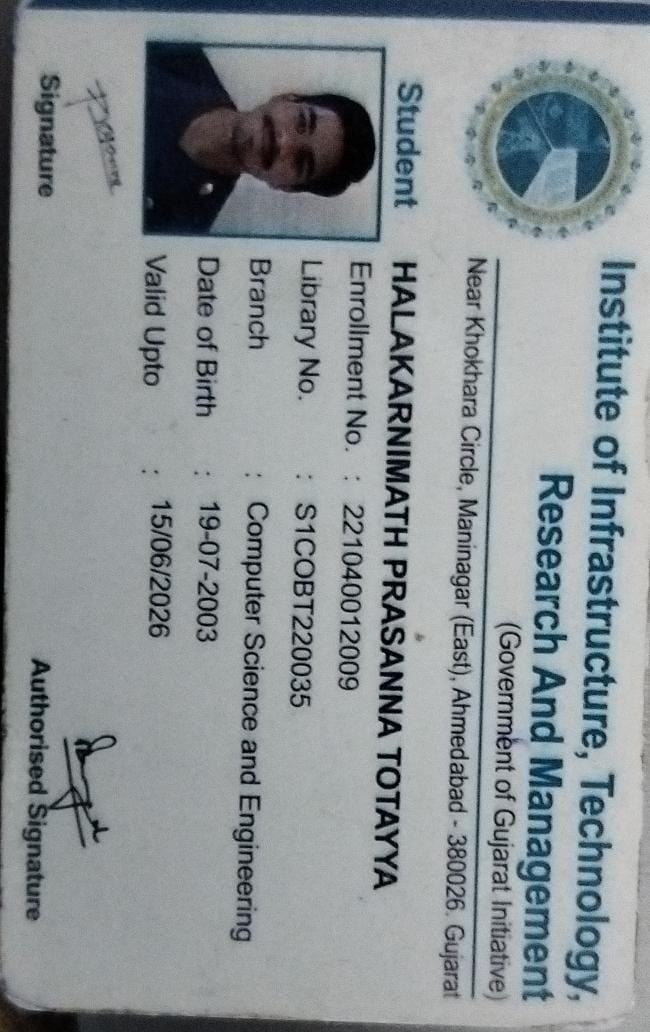 Institute of Infrastructure, Technology,
Research And Management
(Government of Gujarat Initiative)
Near Khokhara Circle, Maninagar (East), Ahmedabad - 380026. Gujarat
Student
HALAKARNIMATH PRASANNA TOTAYYA
Enrollment No. : 221040012009
Library No. : S1COBT220035
Branch : Computer Science and Engineering
Date of Birth : 19-07-2003
Valid Upto : 15/06/2026
Signature
Authorised Signature